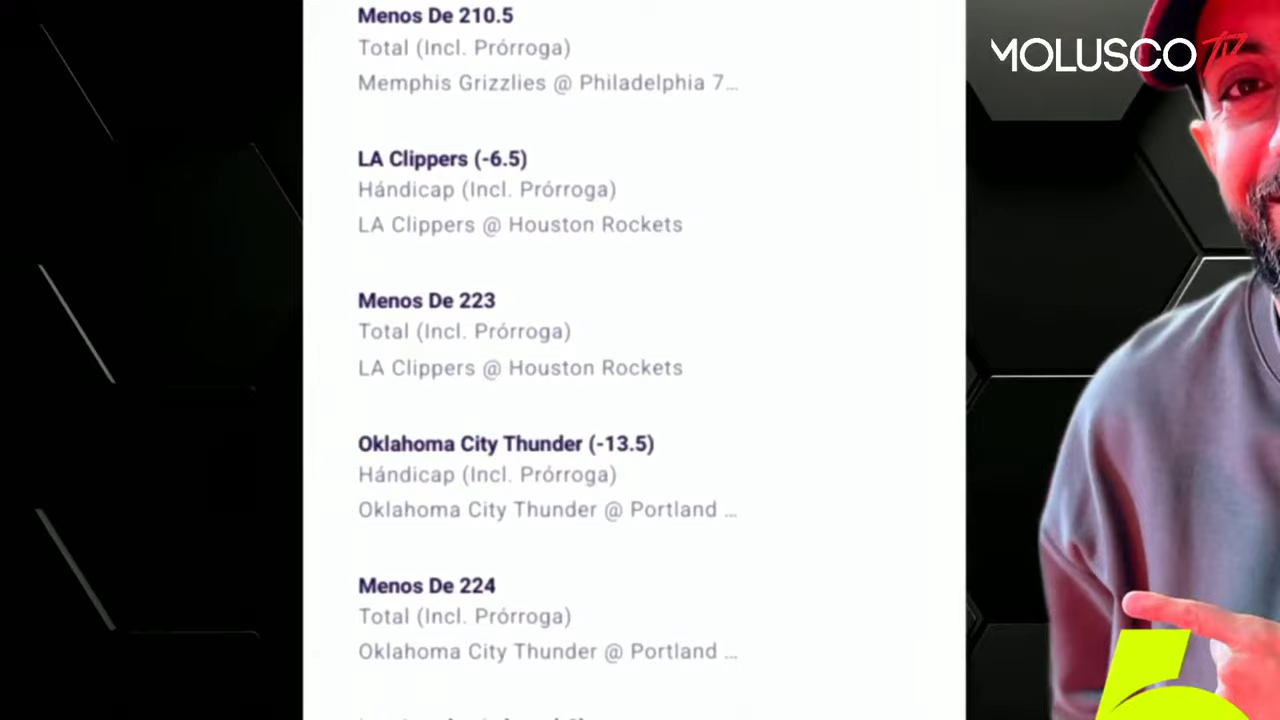 MOLUSCO TV
Menos De 210.5
Total (Incl. Prórroga)
Memphis Grizzlies @ Philadelphia 7…
LA Clippers (-6.5)
Hándicap (Incl. Prórroga)
LA Clippers @ Houston Rockets
Menos De 223
Total (Incl. Prórroga)
LA Clippers @ Houston Rockets
Oklahoma City Thunder (-13.5)
Hándicap (Incl. Prórroga)
Oklahoma City Thunder @ Portland …
Menos De 224
Total (Incl. Prórroga)
Oklahoma City Thunder @ Portland …